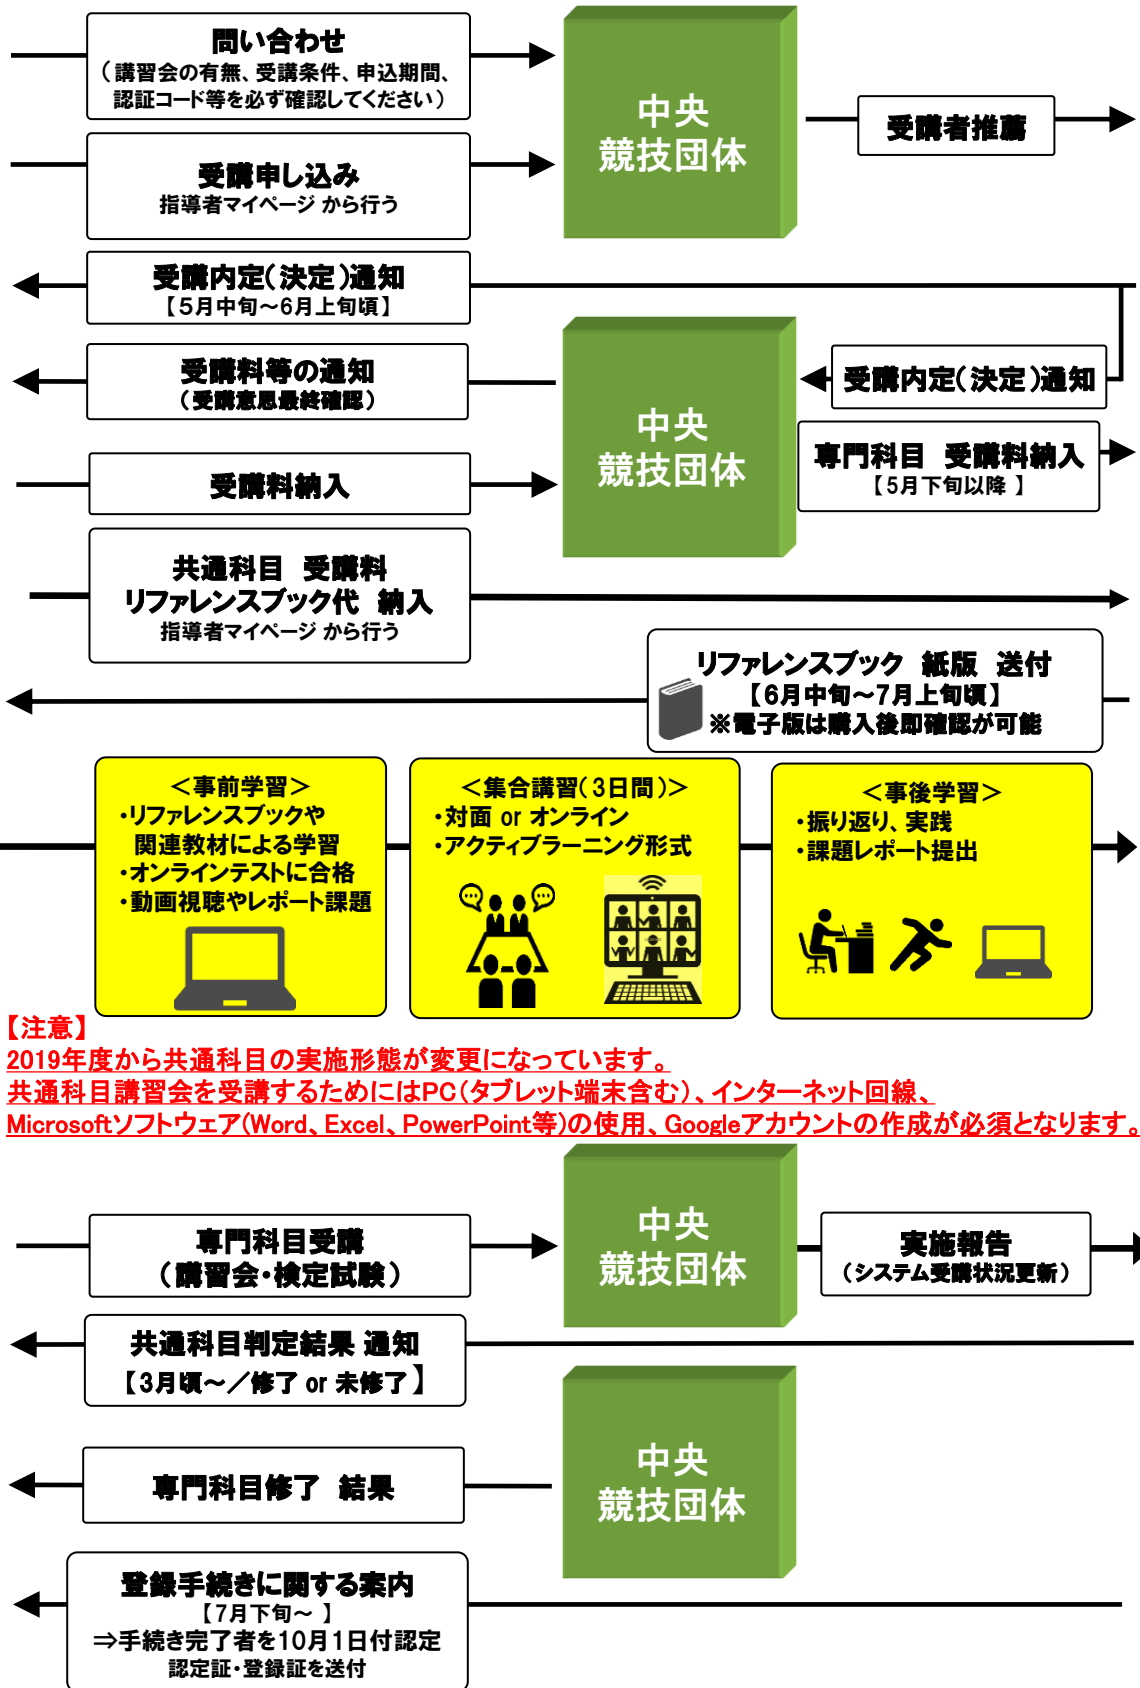 問い合わせ
（講習会の有無、受講条件、申込期間、
認証コード等を必ず確認してください）
中央
競技団体
受講者推薦
受講申し込み
指導者マイページ から行う
受講内定（決定）通知
【５月中旬～6月上旬頃】
受講料等の通知
（受講意思最終確認）
中央
競技団体
受講内定（決定）通知
専門科目　受講料納入
【5月下旬以降 】
受講料納入
共通科目　受講料
リファレンスブック代　納入
指導者マイページ から行う
リファレンスブック　紙版　送付
【６月中旬～７月上旬頃】
※電子版は購入後即確認が可能
＜事前学習＞
・リファレンスブックや
関連教材による学習
・オンラインテストに合格
・動画視聴やレポート課題
＜集合講習（３日間）＞
・対面 or オンライン
・アクティブラーニング形式
＜事後学習＞
・振り返り、実践
・課題レポート提出
【注意】
2019年度から共通科目の実施形態が変更になっています。
共通科目講習会を受講するためにはPC（タブレット端末含む）、インターネット回線、
Microsoftソフトウェア(Word、Excel、PowerPoint等)の使用、Googleアカウントの作成が必須となります。
専門科目受講
（講習会・検定試験）
中央
競技団体
実施報告
（システム受講状況更新）
共通科目判定結果 通知
【3月頃～／修了 or 未修了】
専門科目修了　結果
中央
競技団体
登録手続きに関する案内
【７月下旬～ 】
⇒手続き完了者を10月１日付認定
認定証・登録証を送付